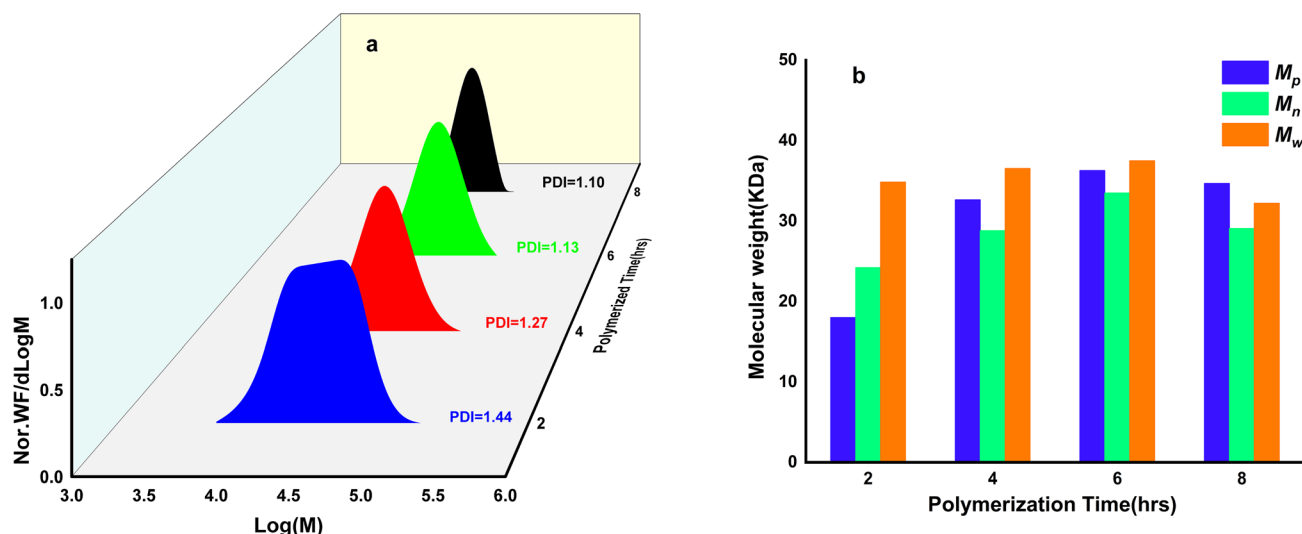 a
PDI=1.10
PDI=1.13
PDI=1.27
PDI=1.44
Nor.WF/dLogM
1.0
0.5
0.0
3.0 3.5 4.0 4.5 5.0 5.5 6.0
Log(M)
2
4
6
8
Polymerized Time(hrs)
b
Mp
Mn
Mw
Molecular weight(KDa)
50
40
30
20
10
0
2 4 6 8
Polymerization Time(hrs)